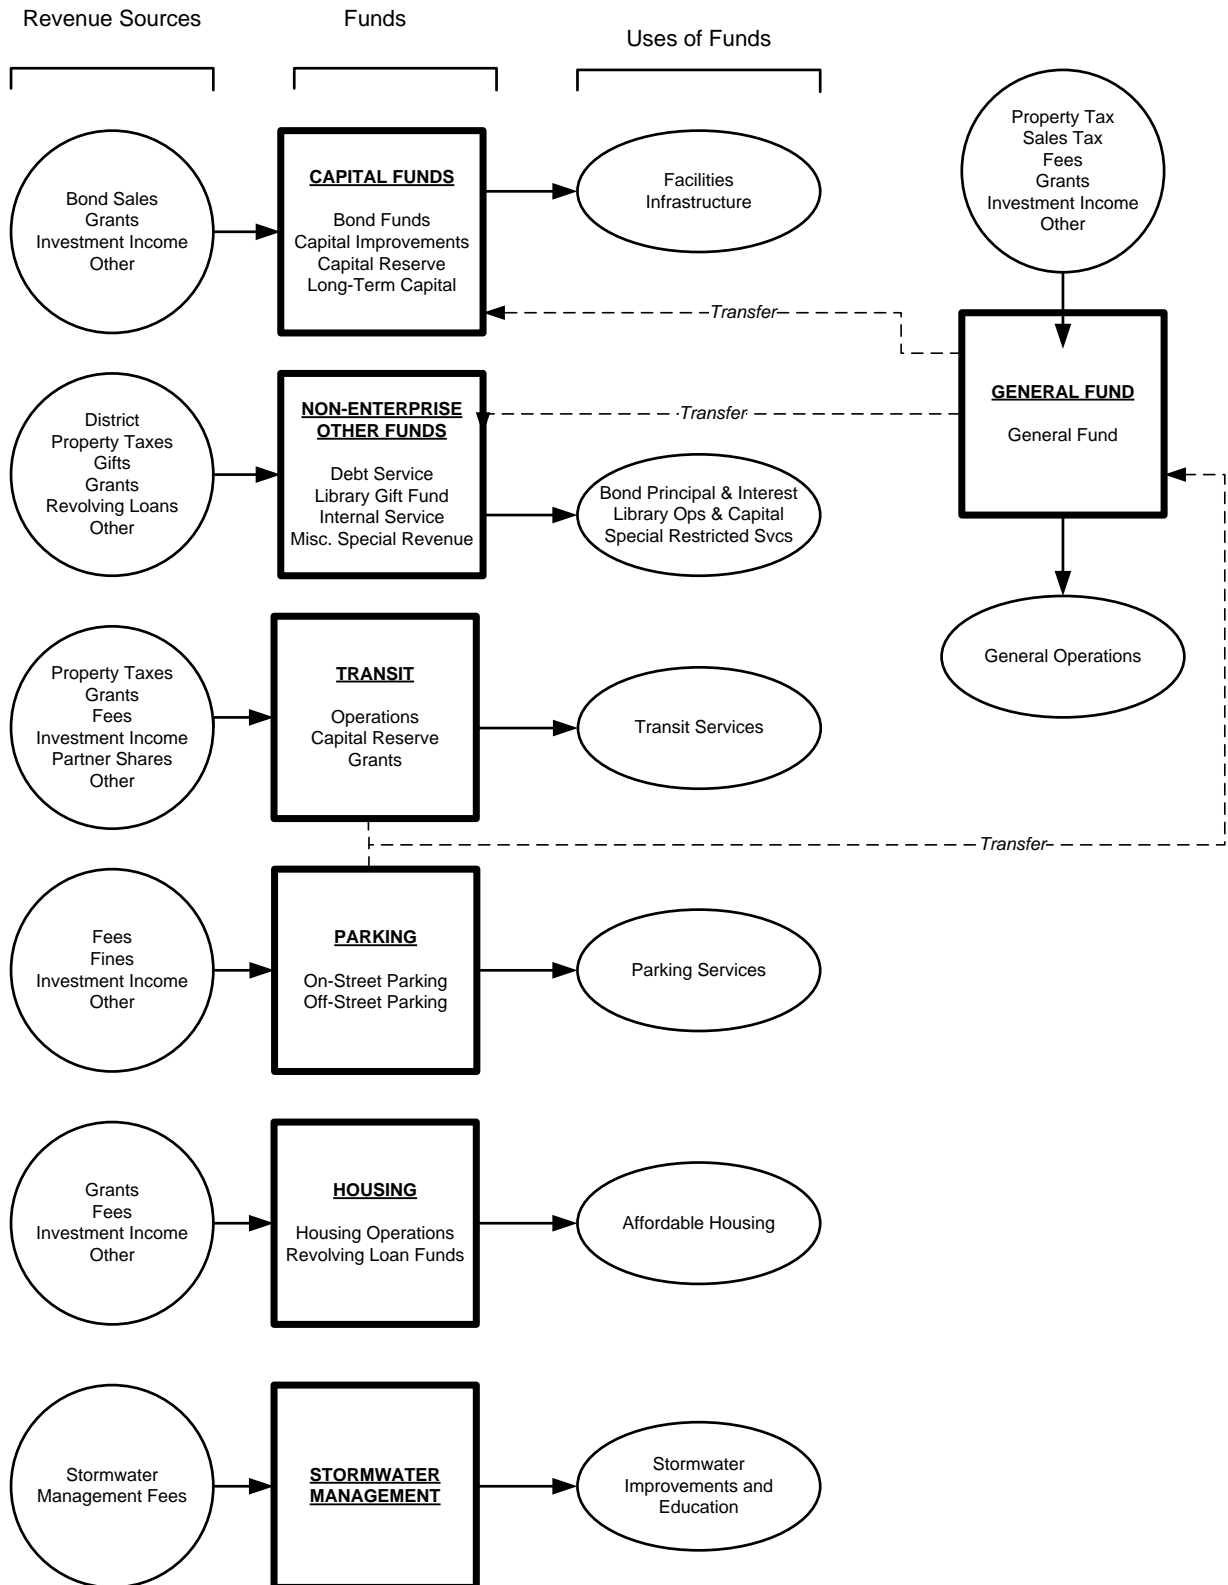 Revenue Sources
Funds
Uses of Funds
Bond Sales
Grants
Investment Income
Other
CAPITAL FUNDS
Bond Funds
Capital Improvements
Capital Reserve
Long-Term Capital
Facilities
Infrastructure
Property Tax
Sales Tax
Fees
Grants
Investment Income
Other
Transfer
GENERAL FUND
General Fund
General Operations
District
Property Taxes
Gifts
Grants
Revolving Loans
Other
NON-ENTERPRISE
OTHER FUNDS
Debt Service
Library Gift Fund
Internal Service
Misc. Special Revenue
Transfer
Bond Principal & Interest
Library Ops & Capital
Special Restricted Svcs
Property Taxes
Grants
Fees
Investment Income
Partner Shares
Other
TRANSIT
Operations
Capital Reserve
Grants
Transit Services
Transfer
Fees
Fines
Investment Income
Other
PARKING
On-Street Parking
Off-Street Parking
Parking Services
Grants
Fees
Investment Income
Other
HOUSING
Housing Operations
Revolving Loan Funds
Affordable Housing
Stormwater
Management Fees
STORMWATER
MANAGEMENT
Stormwater
Improvements and
Education